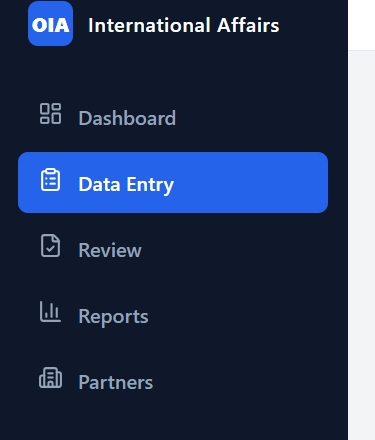 OIA International Affairs
Dashboard
Data Entry
Review
Reports
Partners